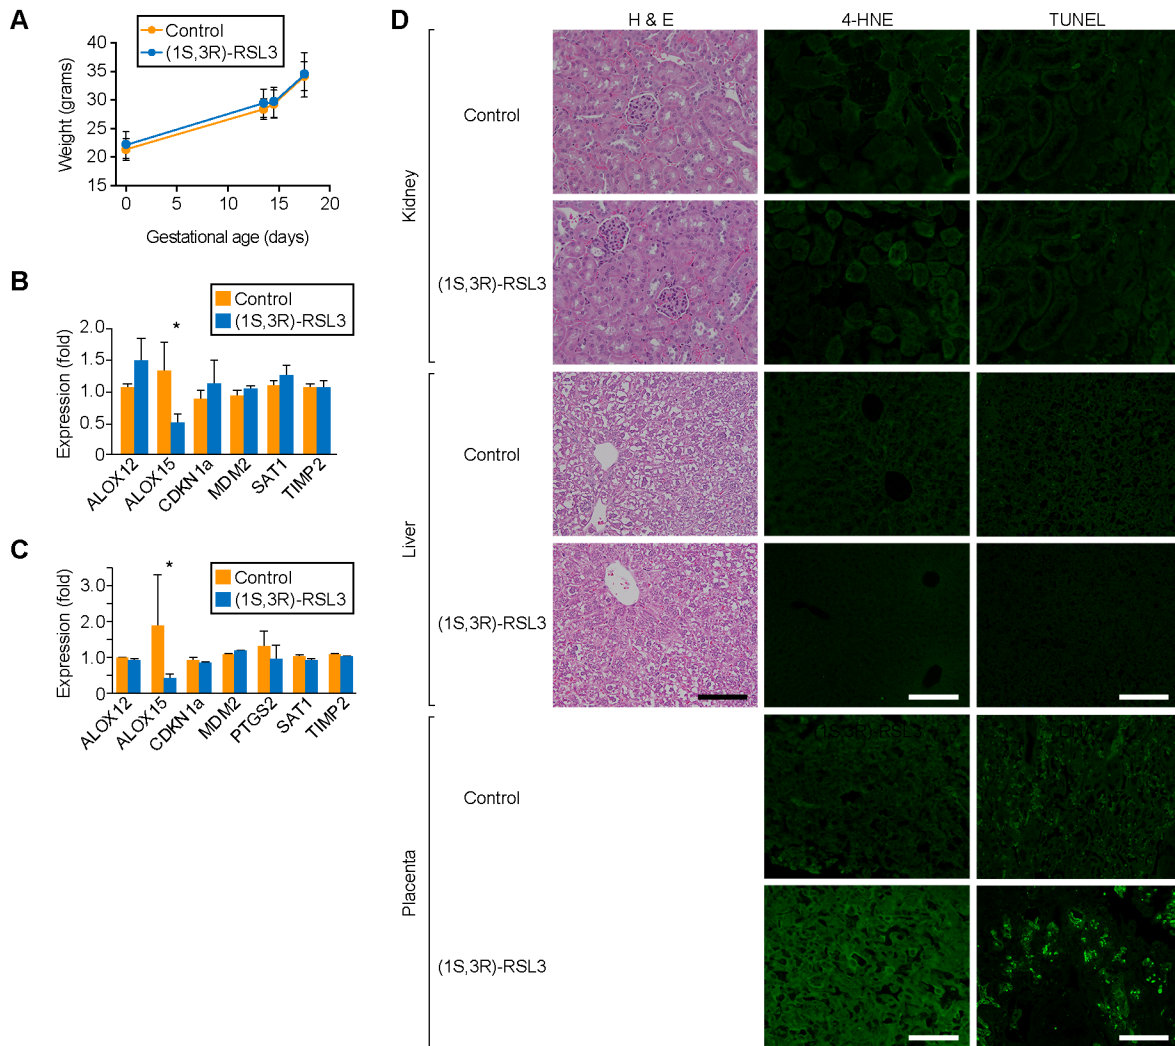 A
Control
(1S,3R)-RSL3
Weight (grams)
40
35
30
25
20
15
0
5
10
15
20
Gestational age (days)
B
Control
(1S,3R)-RSL3
*
Expression (fold)
2.0
1.5
1.0
0.5
0
ALOX12
ALOX15
CDKN1a
MDM2
SAT1
TIMP2
C
Control
(1S,3R)-RSL3
*
Expression (fold)
3.0
2.0
1.0
0
ALOX12
ALOX15
CDKN1a
MDM2
PTGS2
SAT1
TIMP2
D
H & E
4-HNE
TUNEL
Kidney
Control
(1S,3R)-RSL3
Liver
Control
(1S,3R)-RSL3
Placenta
(1S,3R)-RSL3
Control
(1S,3R)-RSL3